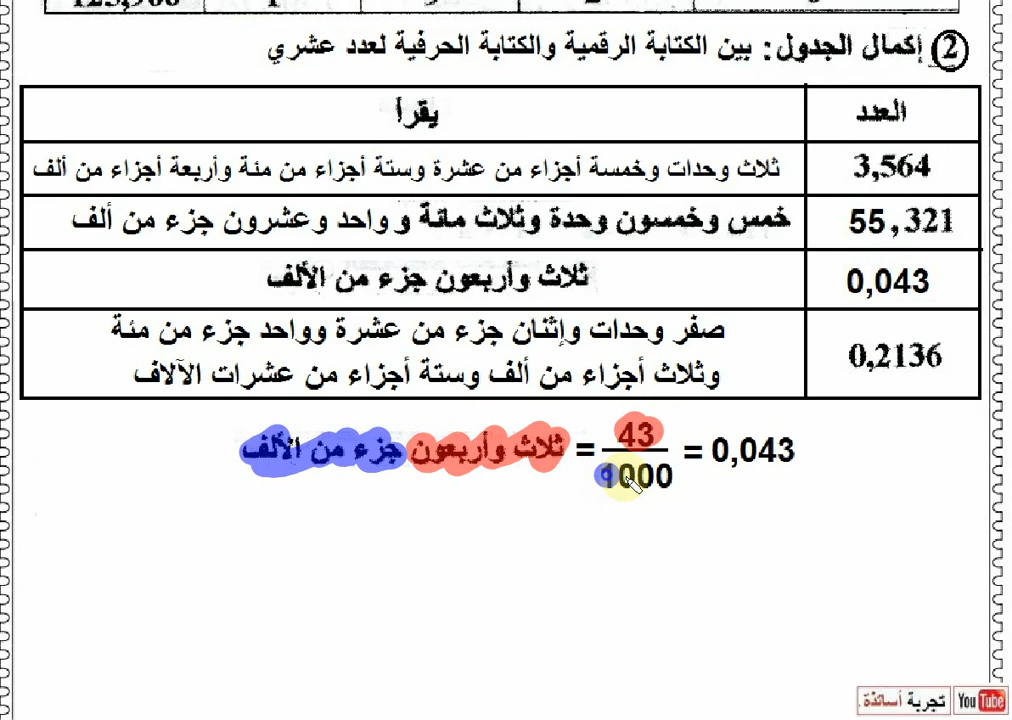 ② إكمال الجدول: بين الكتابة الرقمية والكتابة الحرفية لعدد عشري
العدد يقرأ
3,564 ثلاث وحدات وخمسة أجزاء من عشرة وستة أجزاء من مئة وأربعة أجزاء من ألف
55,321 خمس وخمسون وحدة وثلاث مائة و واحد وعشرون جزء من ألف
0,043 ثلاث وأربعون جزء من الألف
0,2136 صفر وحدات وإثنان جزء من عشرة وواحد جزء من مئة
وثلاث أجزاء من ألف وستة أجزاء من عشرات الآلاف
ثلاث وأربعون جزء من الألف = 43/1000 = 0,043
YouTube تجربة أساتذة.